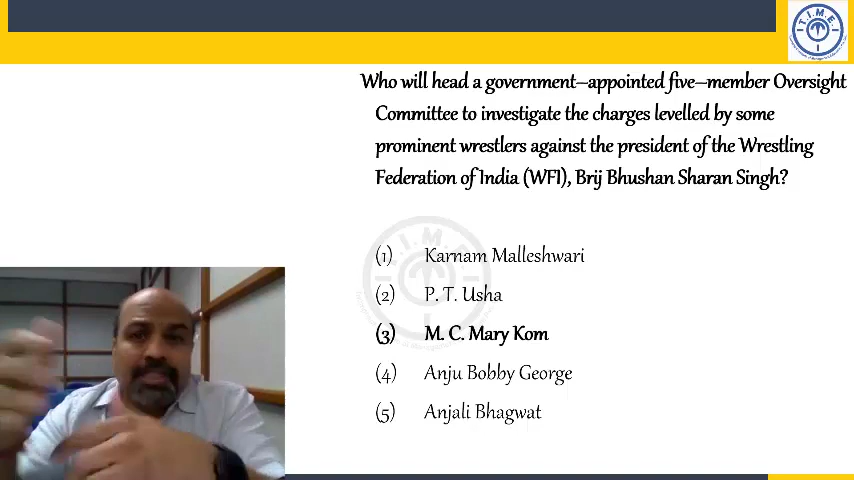 T.I.M.E.
Who will head a government–appointed five–member Oversight
Committee to investigate the charges levelled by some
prominent wrestlers against the president of the Wrestling
Federation of India (WFI), Brij Bhushan Sharan Singh?
(1) Karnam Malleshwari
(2) P. T. Usha
(3) M. C. Mary Kom
(4) Anju Bobby George
(5) Anjali Bhagwat